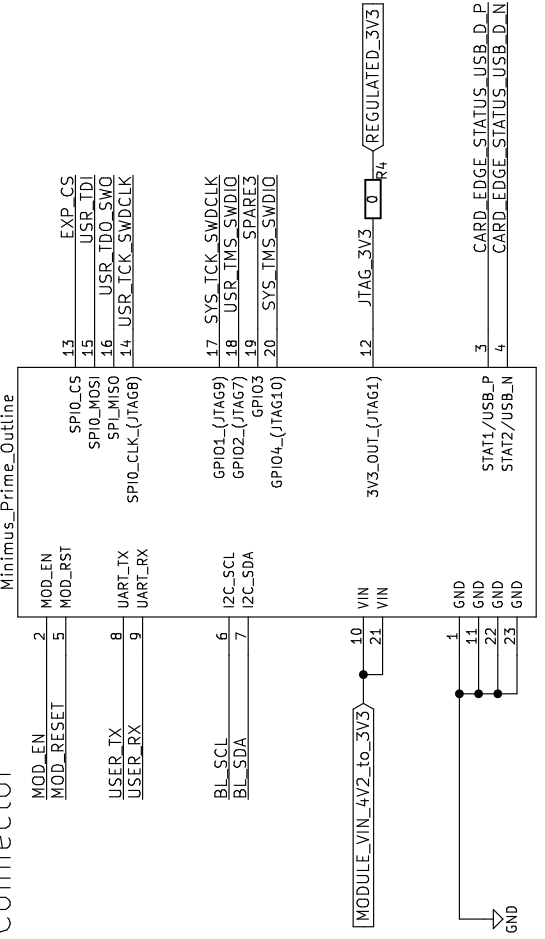 Connector
Minimus_Prime_Outline
MOD_EN 2 MOD_EN
MOD_RESET 5 MOD_RST
USER_TX 8 UART_TX
USER_RX 9 UART_RX
BL_SCL 6 I2C_SCL
BL_SDA 7 I2C_SDA
MODULE_VIN_4V2_to_3V3 10 VIN
21 VIN
1 GND
11 GND
22 GND
23 GND
GND
SPI0_CS 13 EXP_CS
SPI0_MOSI 15 USR_TDI
SPI_MISO 16 USR_TDO_SWO
SPI0_CLK_(JTAG8) 14 USR_TCK_SWDCLK
GPIO1_(JTAG9) 17 SYS_TCK_SWDCLK
GPIO2_(JTAG7) 18 USR_TMS_SWDIO
GPIO3 19 SPARE3
GPIO4_(JTAG10) 20 SYS_TMS_SWDIO
3V3_OUT_(JTAG1) 12 JTAG_3V3 0 R4 REGULATED_3V3
STAT1/USB_P 3 CARD_EDGE_STATUS_USB_D_P
STAT2/USB_N 4 CARD_EDGE_STATUS_USB_D_N